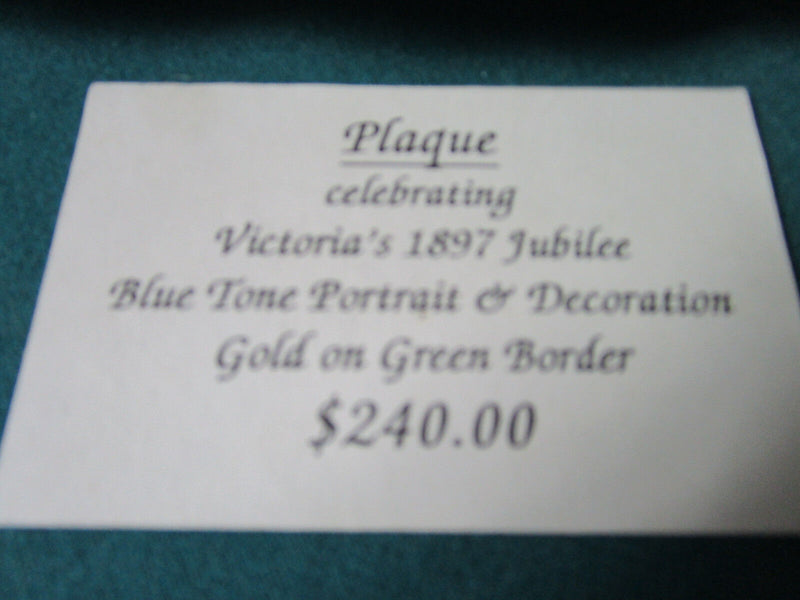 Plaque
celebrating
Victoria's 1897 Jubilee
Blue Tone Portrait & Decoration
Gold on Green Border
$240.00